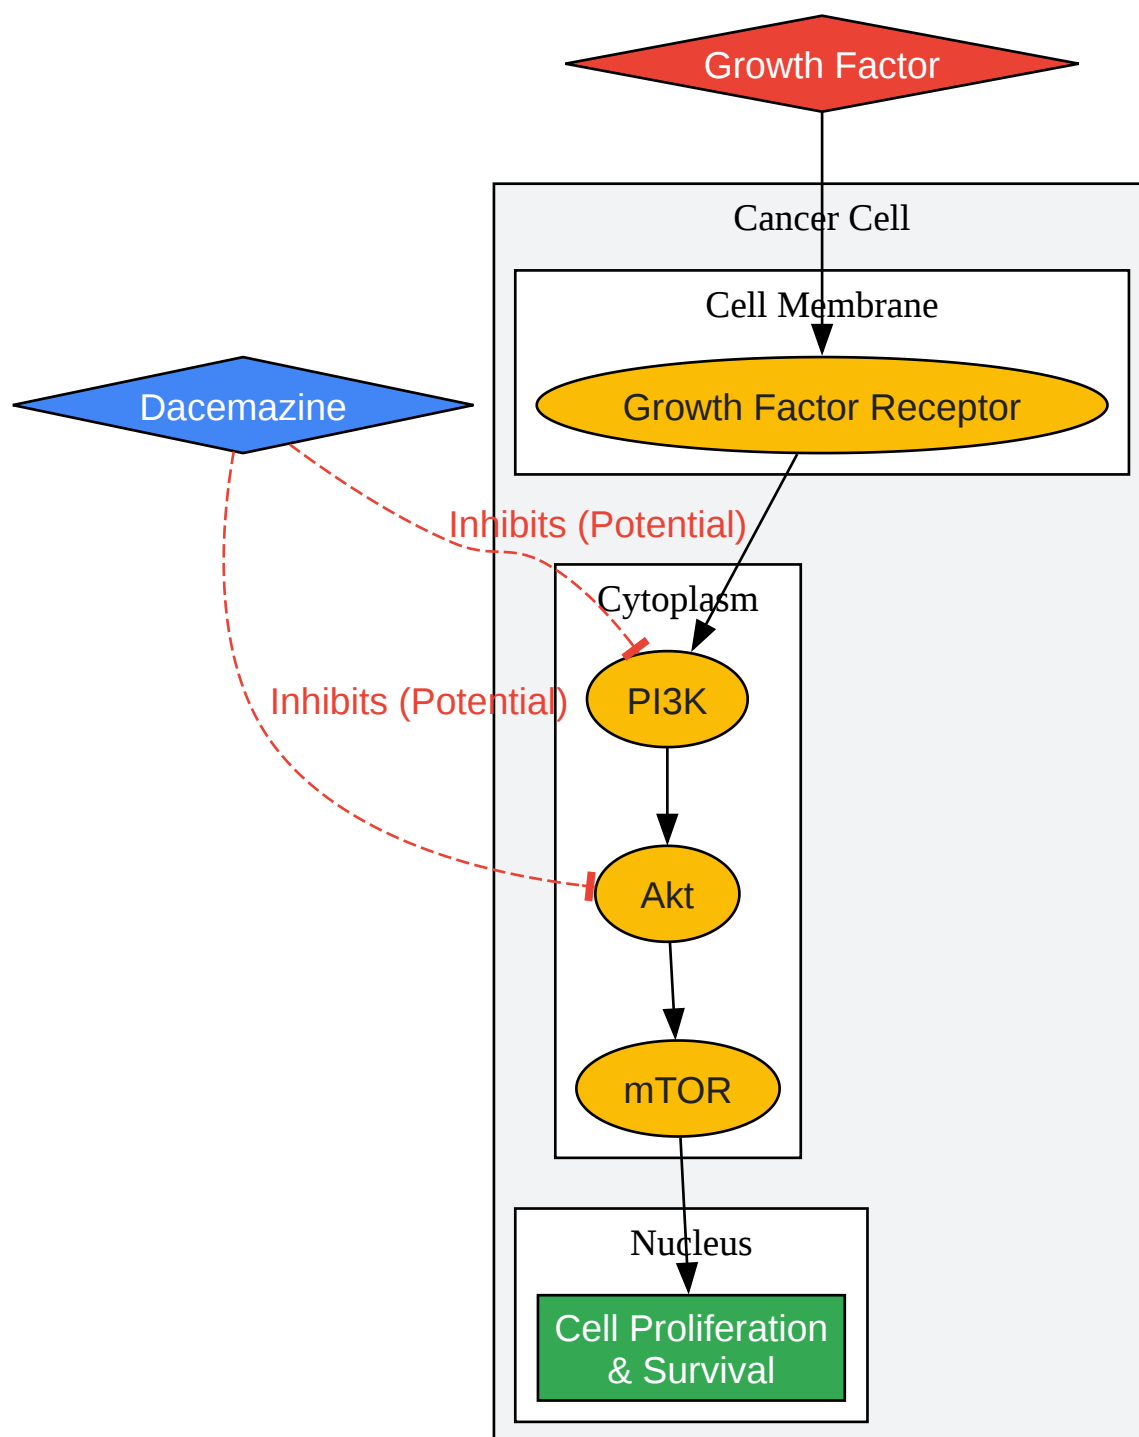 Growth Factor
Cancer Cell
Cell Membrane
Dacemazine
Growth Factor Receptor
Inhibits (Potential)
Cytoplasm
PI3K
Inhibits (Potential)
Akt
mTOR
Nucleus
Cell Proliferation
& Survival